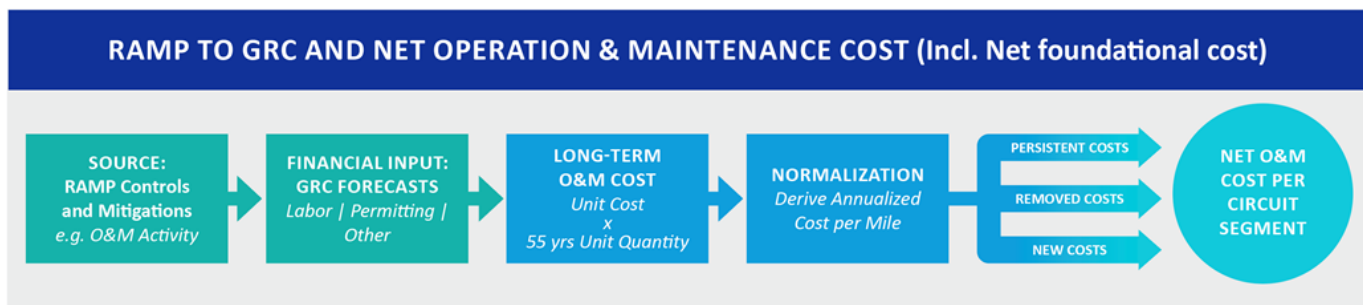 RAMP TO GRC AND NET OPERATION & MAINTENANCE COST (Incl. Net foundational cost)
SOURCE:
RAMP Controls
and Mitigations
e.g. O&M Activity
FINANCIAL INPUT:
GRC FORECASTS
Labor | Permitting |
Other
LONG-TERM
O&M COST
Unit Cost
x
55 yrs Unit Quantity
NORMALIZATION
Derive Annualized
Cost per Mile
PERSISTENT COSTS
REMOVED COSTS
NEW COSTS
NET O&M
COST PER
CIRCUIT
SEGMENT